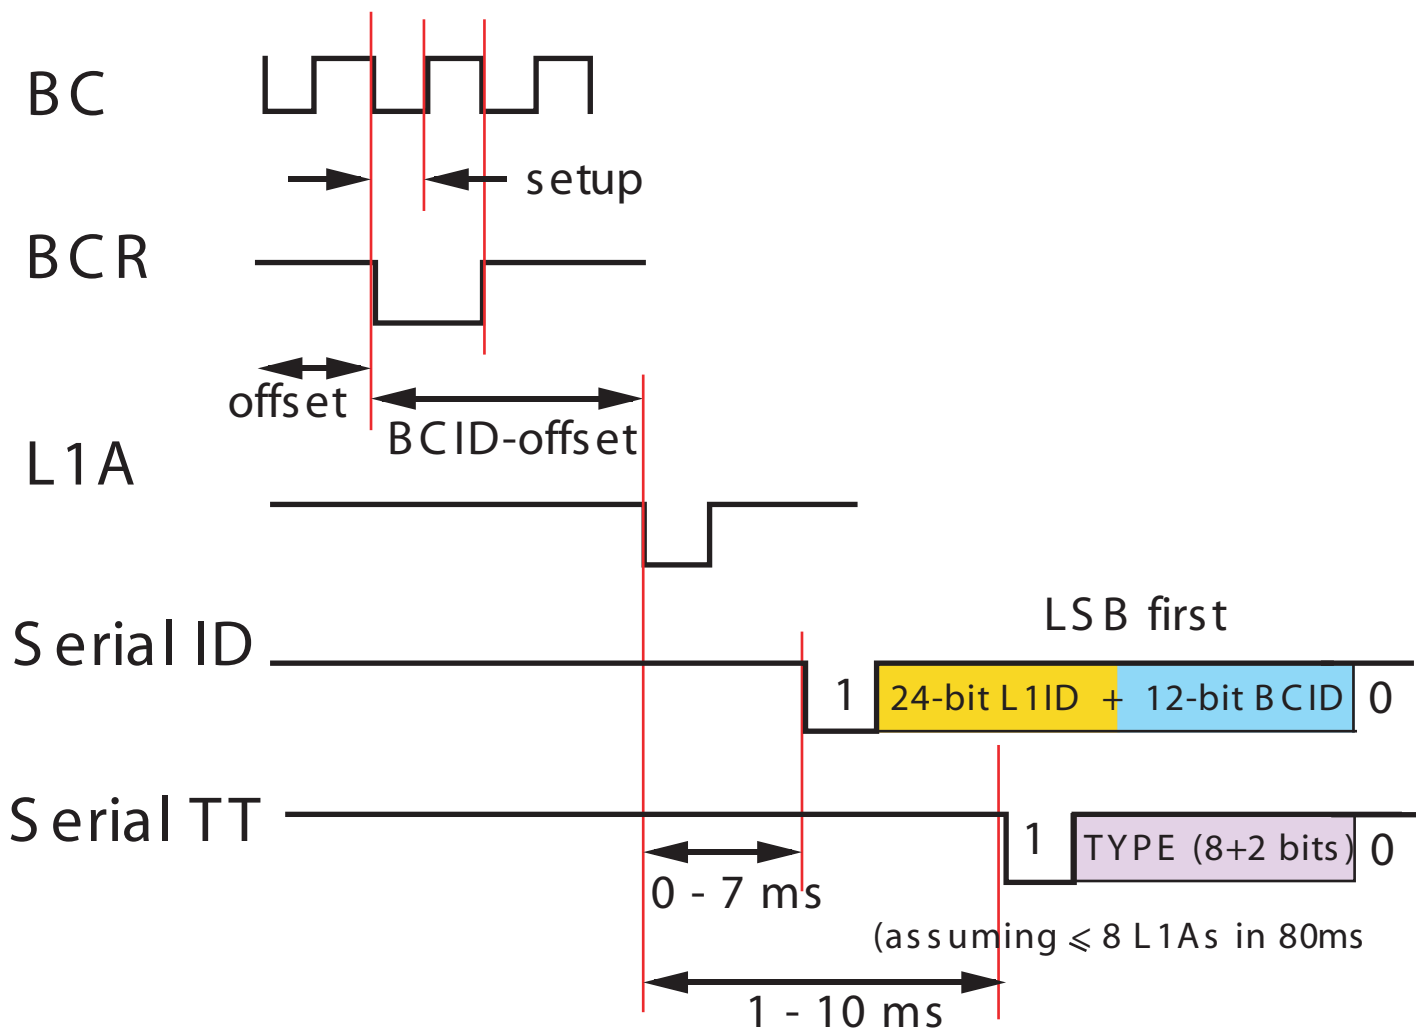 BC
setup
BCR
offset
BCID-offset
L1A
LSB first
Serial ID
1 24-bit L1ID + 12-bit BCID 0
Serial TT
1 TYPE (8+2 bits) 0
0 - 7 ms
(assuming ⩽ 8 L1As in 80ms
1 - 10 ms